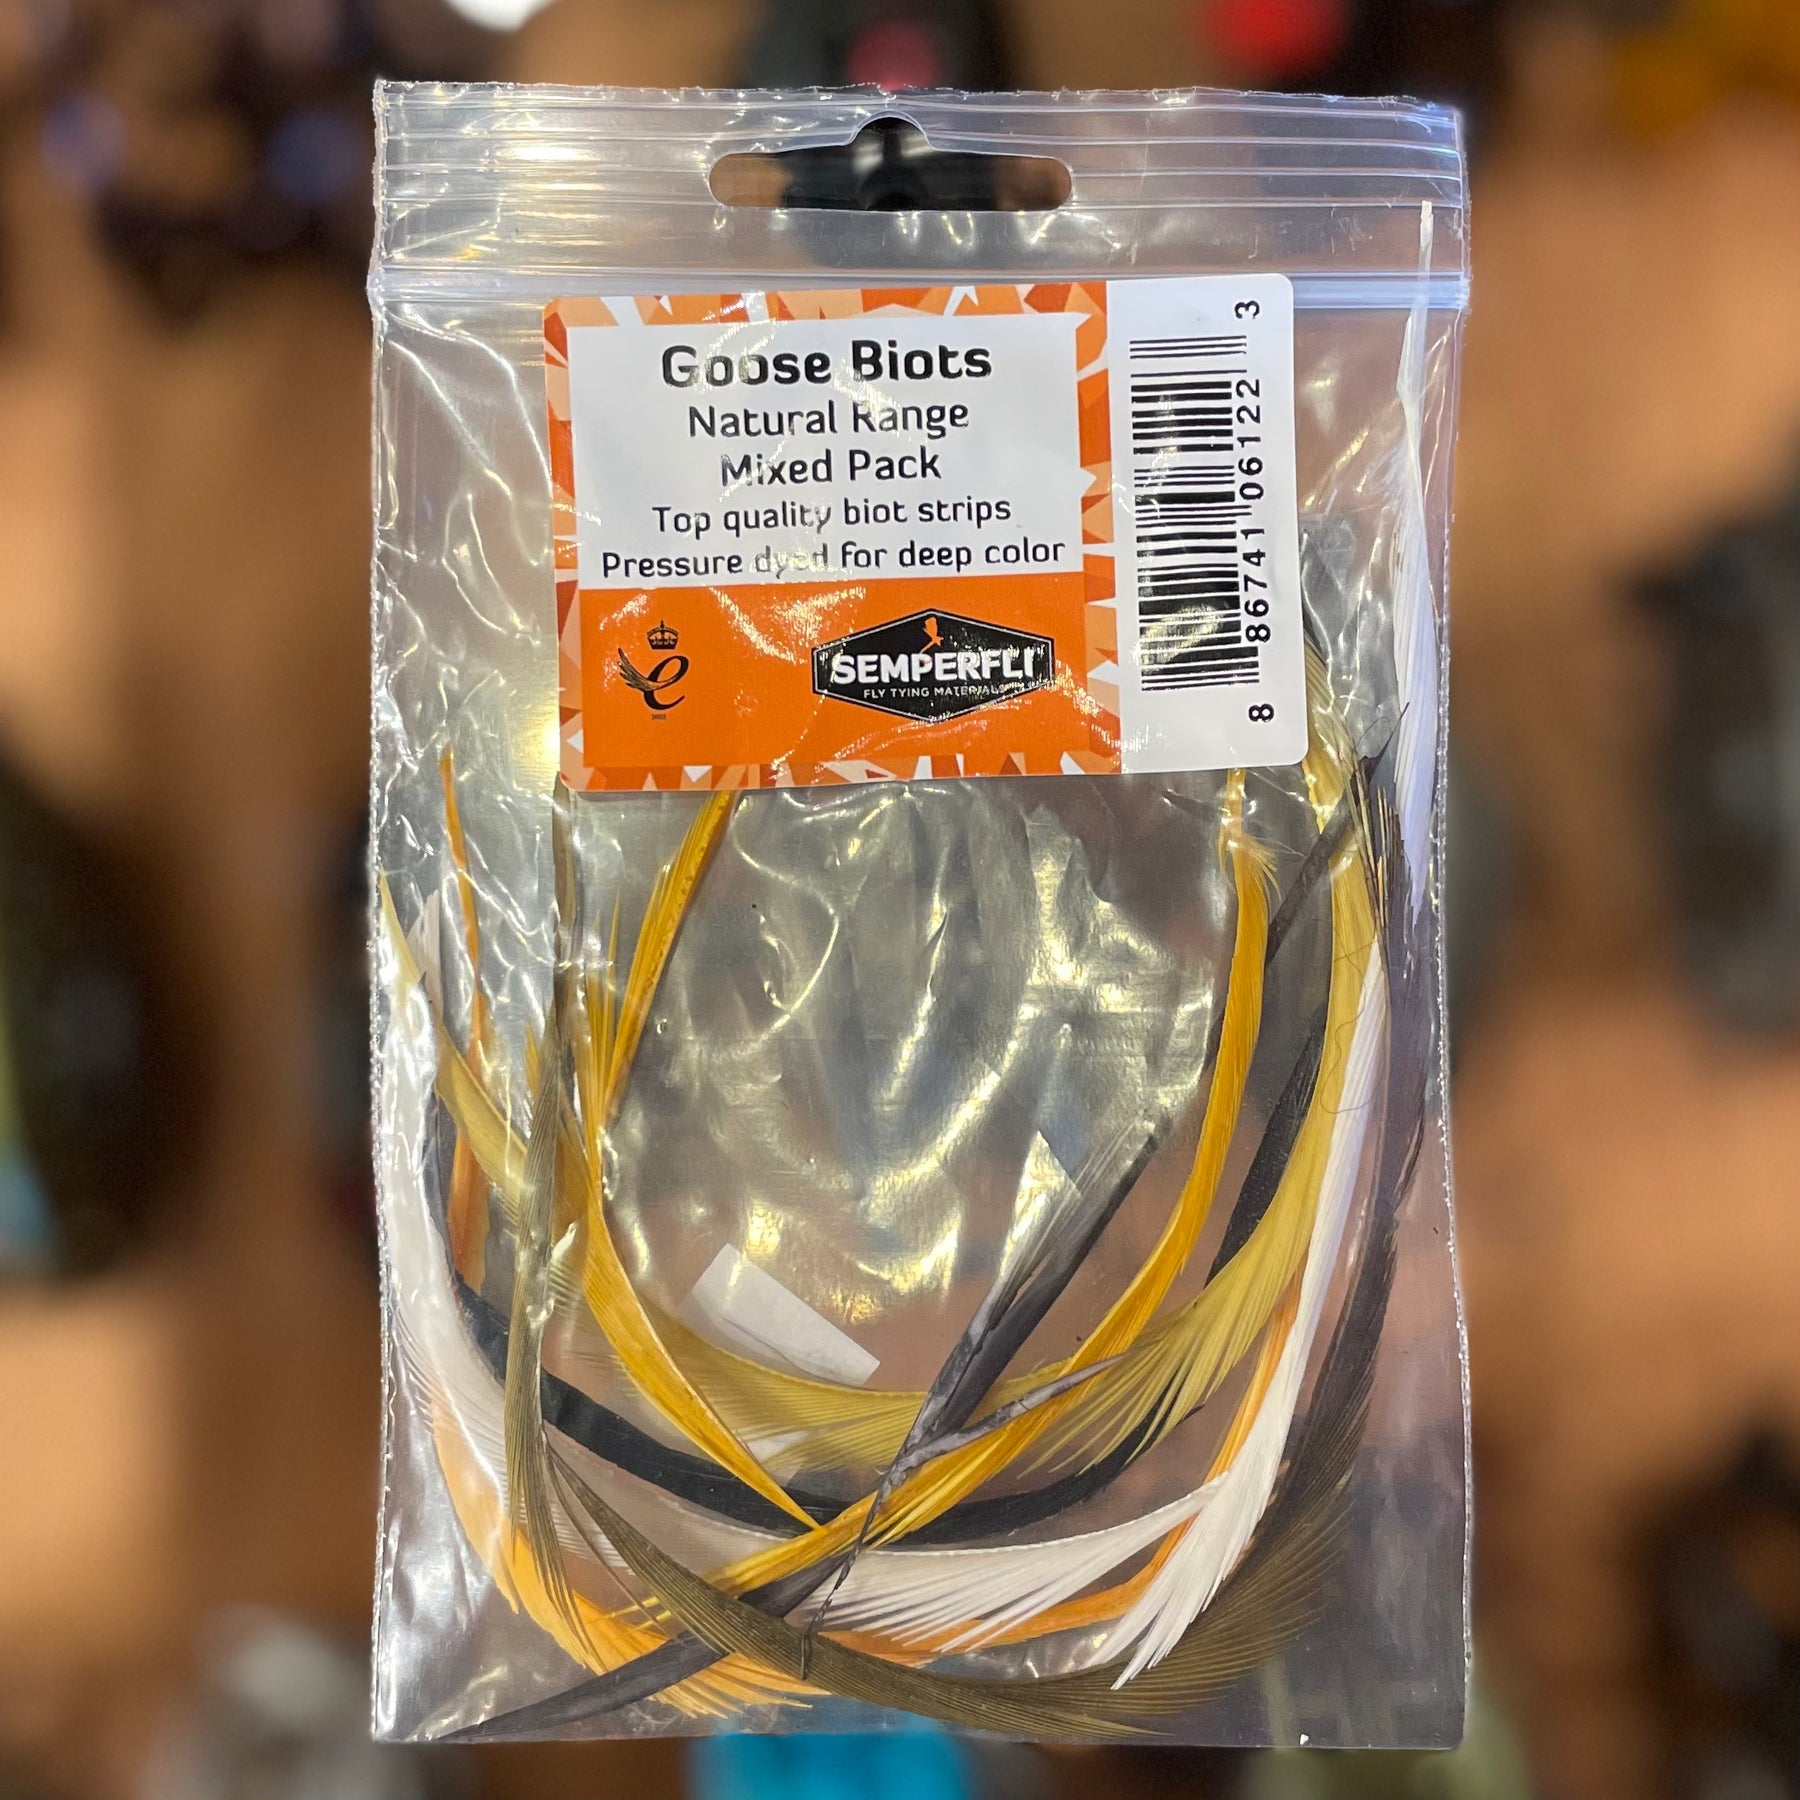 Goose Biots
Natural Range
Mixed Pack
Top quality biot strips
Pressure dyed for deep color
e
2022
SEMPERFLI
FLY TYING MATERIALS
8 86741 06122 3